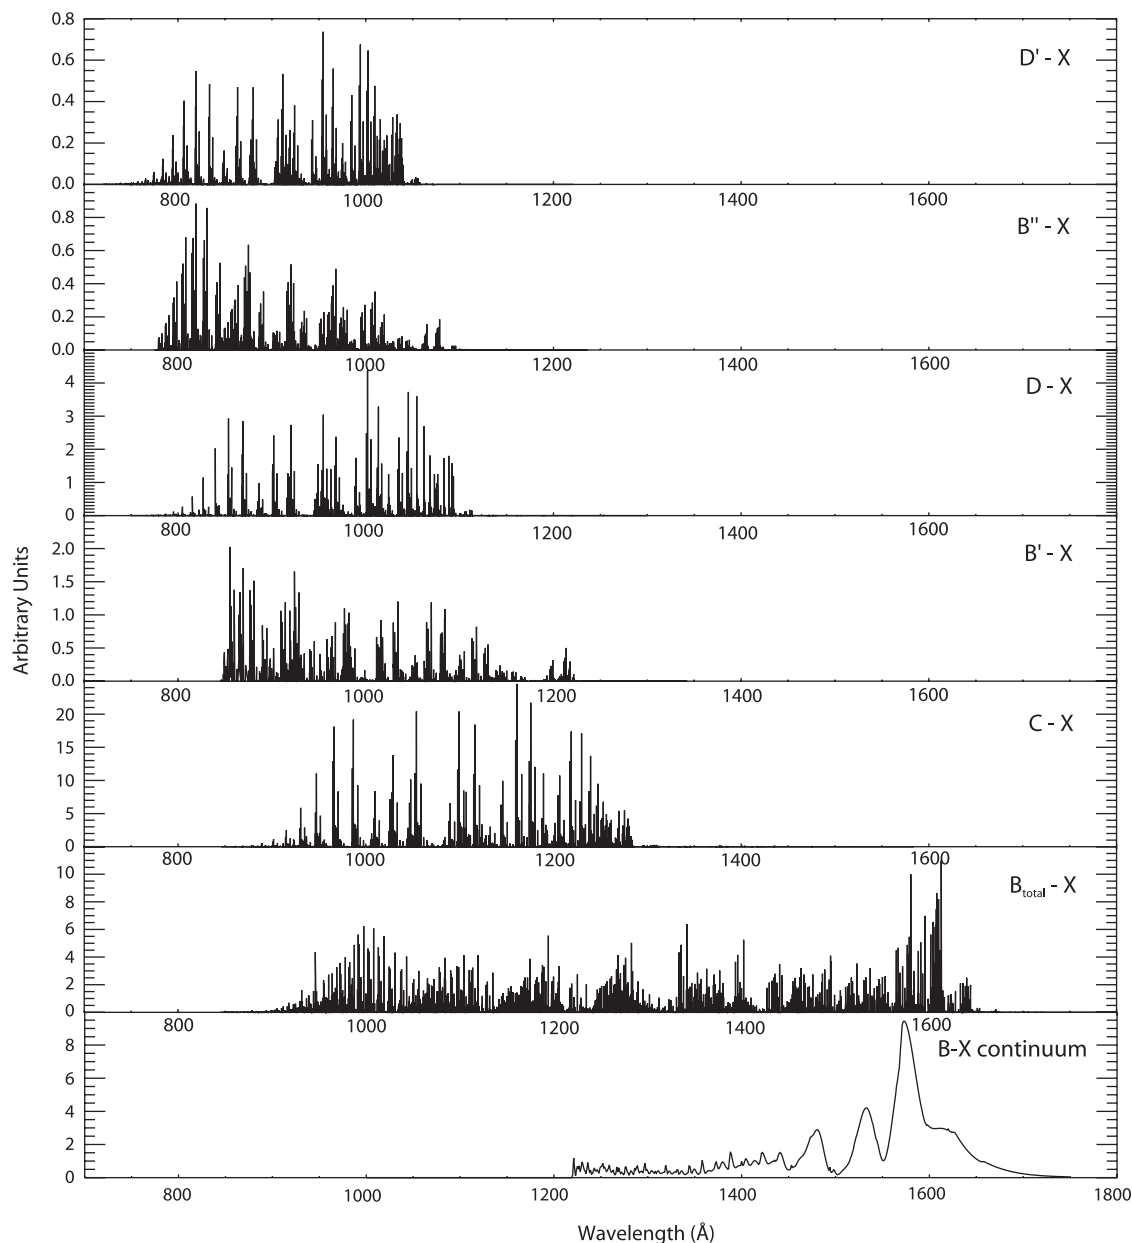 0.8
0.6
0.4
0.2
0.0
D' - X
800 1000 1200 1400 1600
0.8
0.6
0.4
0.2
0.0
B" - X
800 1000 1200 1400 1600
4
3
2
1
0
D - X
800 1000 1200 1400 1600
2.0
1.5
1.0
0.5
0.0
B' - X
800 1000 1200 1400 1600
20
15
10
5
0
C - X
800 1000 1200 1400 1600
10
8
6
4
2
0
Btotal - X
800 1000 1200 1400 1600
8
6
4
2
0
B-X continuum
800 1000 1200 1400 1600 1800
Arbitrary Units
Wavelength (Å)